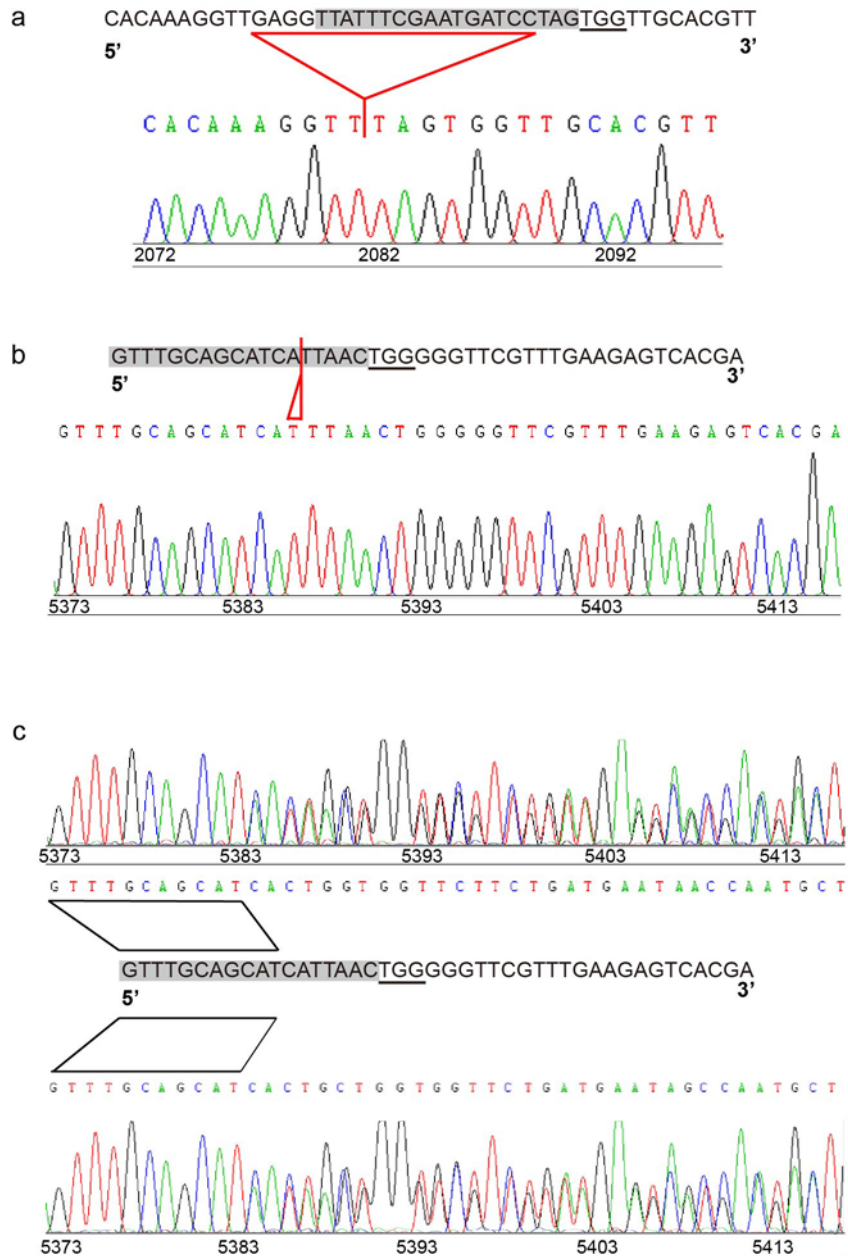 a
CACAAAGGTTGAGGTTATTTCGAATGATCCTAGTGGTTGCACGTT
5’ 3’
CACAAAGGTTTAGTGGTTGCACGTT
2072 2082 2092
b
GTTTGCAGCATCATTAACTGGGGGTTCGTTTGAAGAGTCACGA
5’ 3’
GTTTGCAGCATCATTTAACTGGGGGTTCGTTTGAAGAGTCACGA
5373 5383 5393 5403 5413
c
5373 5383 5393 5403 5413
GTTTGCAGCATCACTGGTGGTTCTTCTGATGAATAACCAATGCT
GTTTGCAGCATCATTAACTGGGGGTTCGTTTGAAGAGTCACGA
5’ 3’
GTTTGCAGCATCACTGCTGGTGGTTCTGATGAATAGCCAATGCT
5373 5383 5393 5403 5413